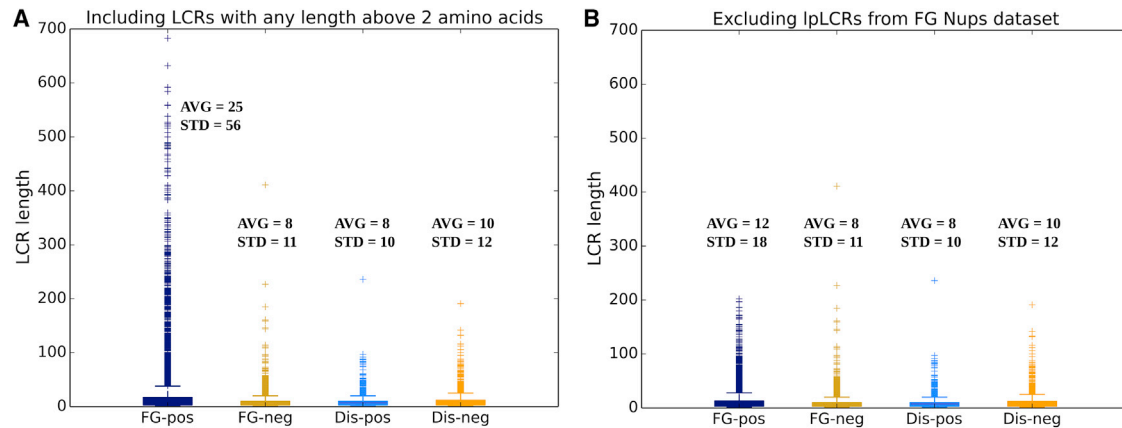 A
Including LCRs with any length above 2 amino acids
700
600
500
400
300
200
100
0
LCR length
AVG = 25
STD = 56
AVG = 8
STD = 11
AVG = 8
STD = 10
AVG = 10
STD = 12
FG-pos
FG-neg
Dis-pos
Dis-neg
B
Excluding lpLCRs from FG Nups dataset
700
600
500
400
300
200
100
0
LCR length
AVG = 12
STD = 18
AVG = 8
STD = 11
AVG = 8
STD = 10
AVG = 10
STD = 12
FG-pos
FG-neg
Dis-pos
Dis-neg